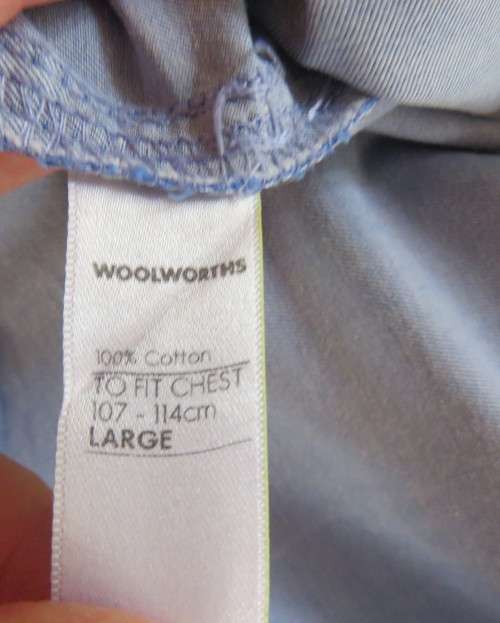 WOOLWORTHS
100% Cotton
TO FIT CHEST
107 - 114cm
LARGE